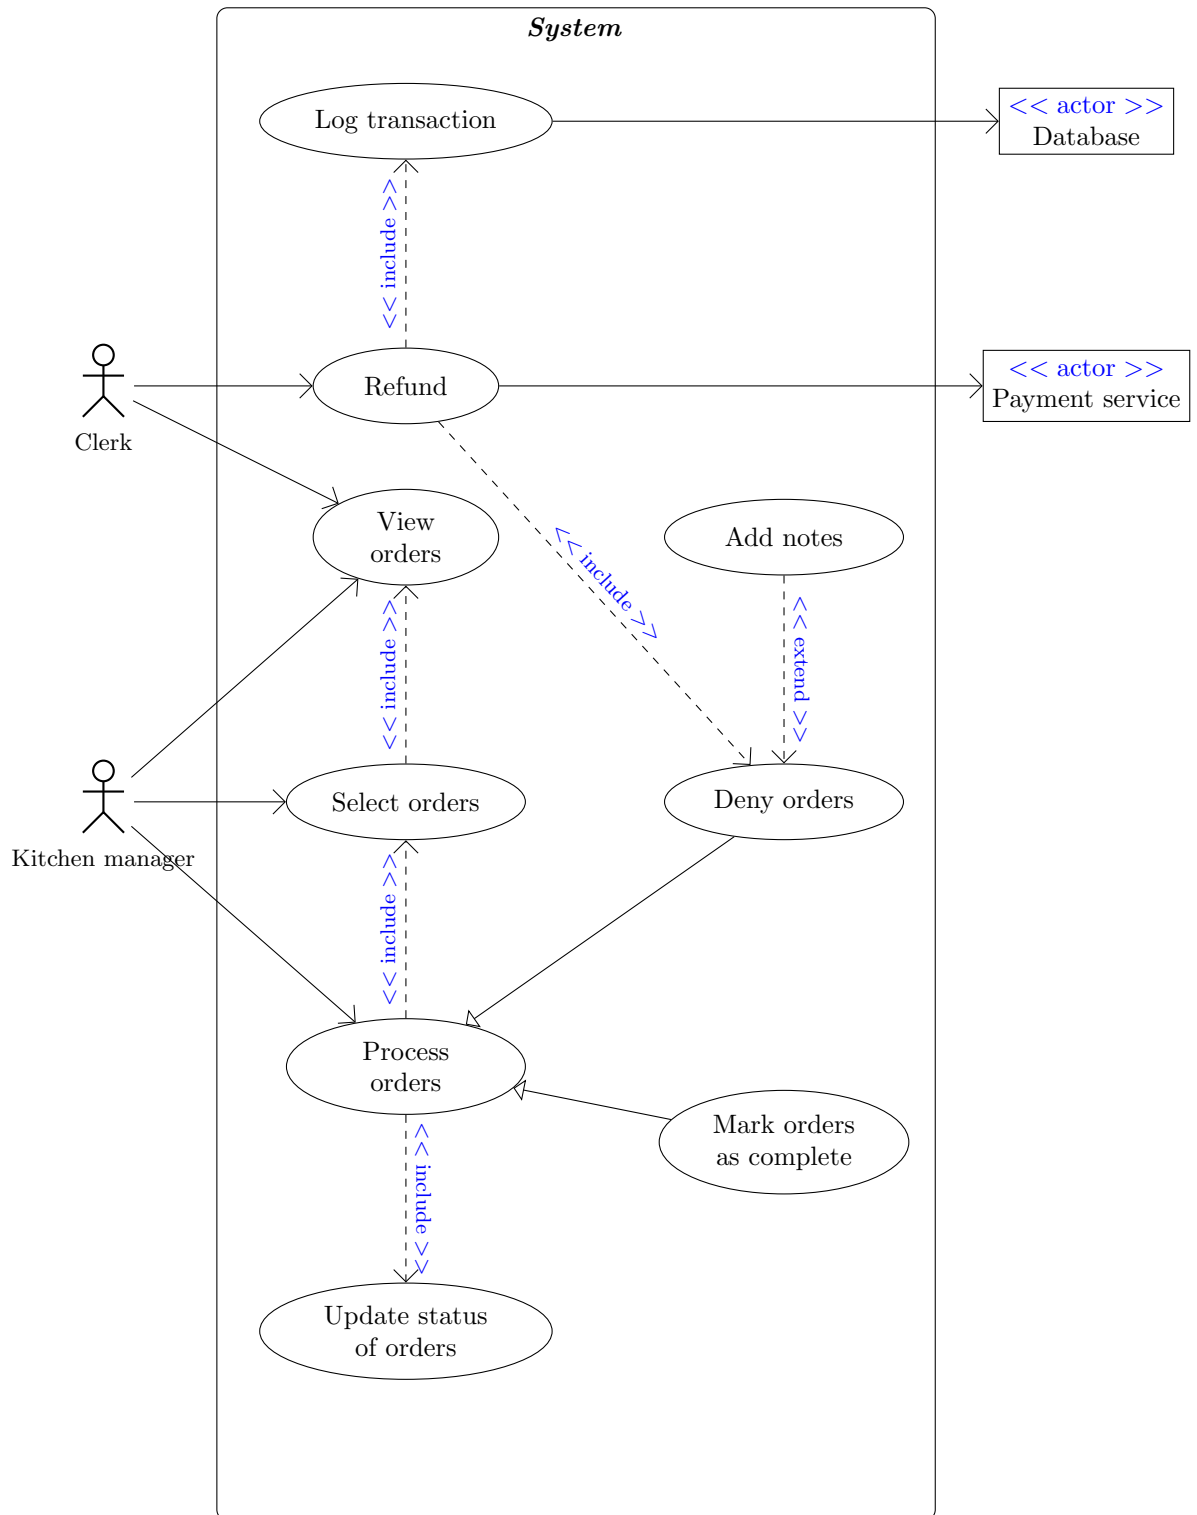 System
Log transaction
<< actor >>
Database
<< include >>
Refund
<< actor >>
Payment service
Clerk
View
orders
Add notes
<< include >>
<< include >>
<< extend >>
Select orders
Deny orders
Kitchen manager
<< include >>
Process
orders
Mark orders
as complete
<< include >>
Update status
of orders